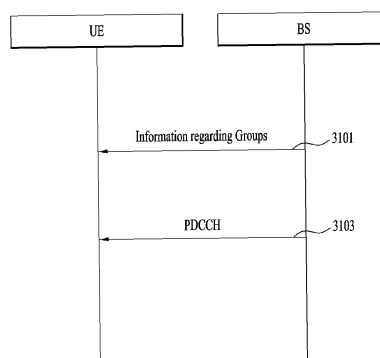 UE BS
Information regarding Groups 3101
PDCCH 3103